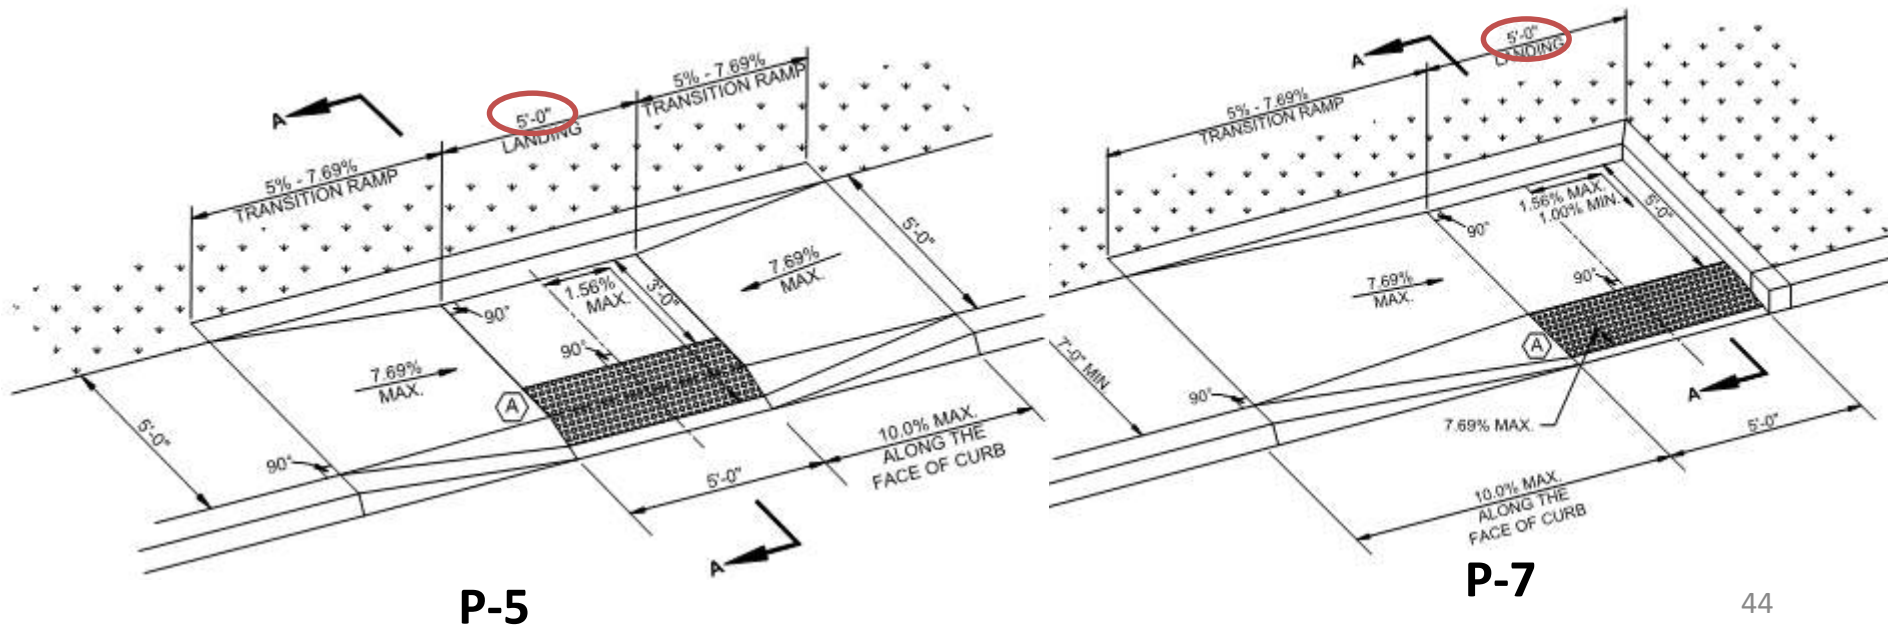 A
5'-0"
LANDING
5% - 7.69%
TRANSITION RAMP
5% - 7.69%
TRANSITION RAMP
5'-0"
7.69%
MAX.
1.56%
MAX.
3'-0"
90°
90°
7.69%
MAX.
A
5'-0"
90°
10.0% MAX.
ALONG THE
FACE OF CURB
5'-0"
A
P-5
A
5'-0"
LANDING
5% - 7.69%
TRANSITION RAMP
1.56% MAX.
1.00% MIN.
5'-0"
90°
90°
7.69%
MAX.
A
7'-0" MIN
90°
A
7.69% MAX.
5'-0"
10.0% MAX.
ALONG THE
FACE OF CURB
P-7
44